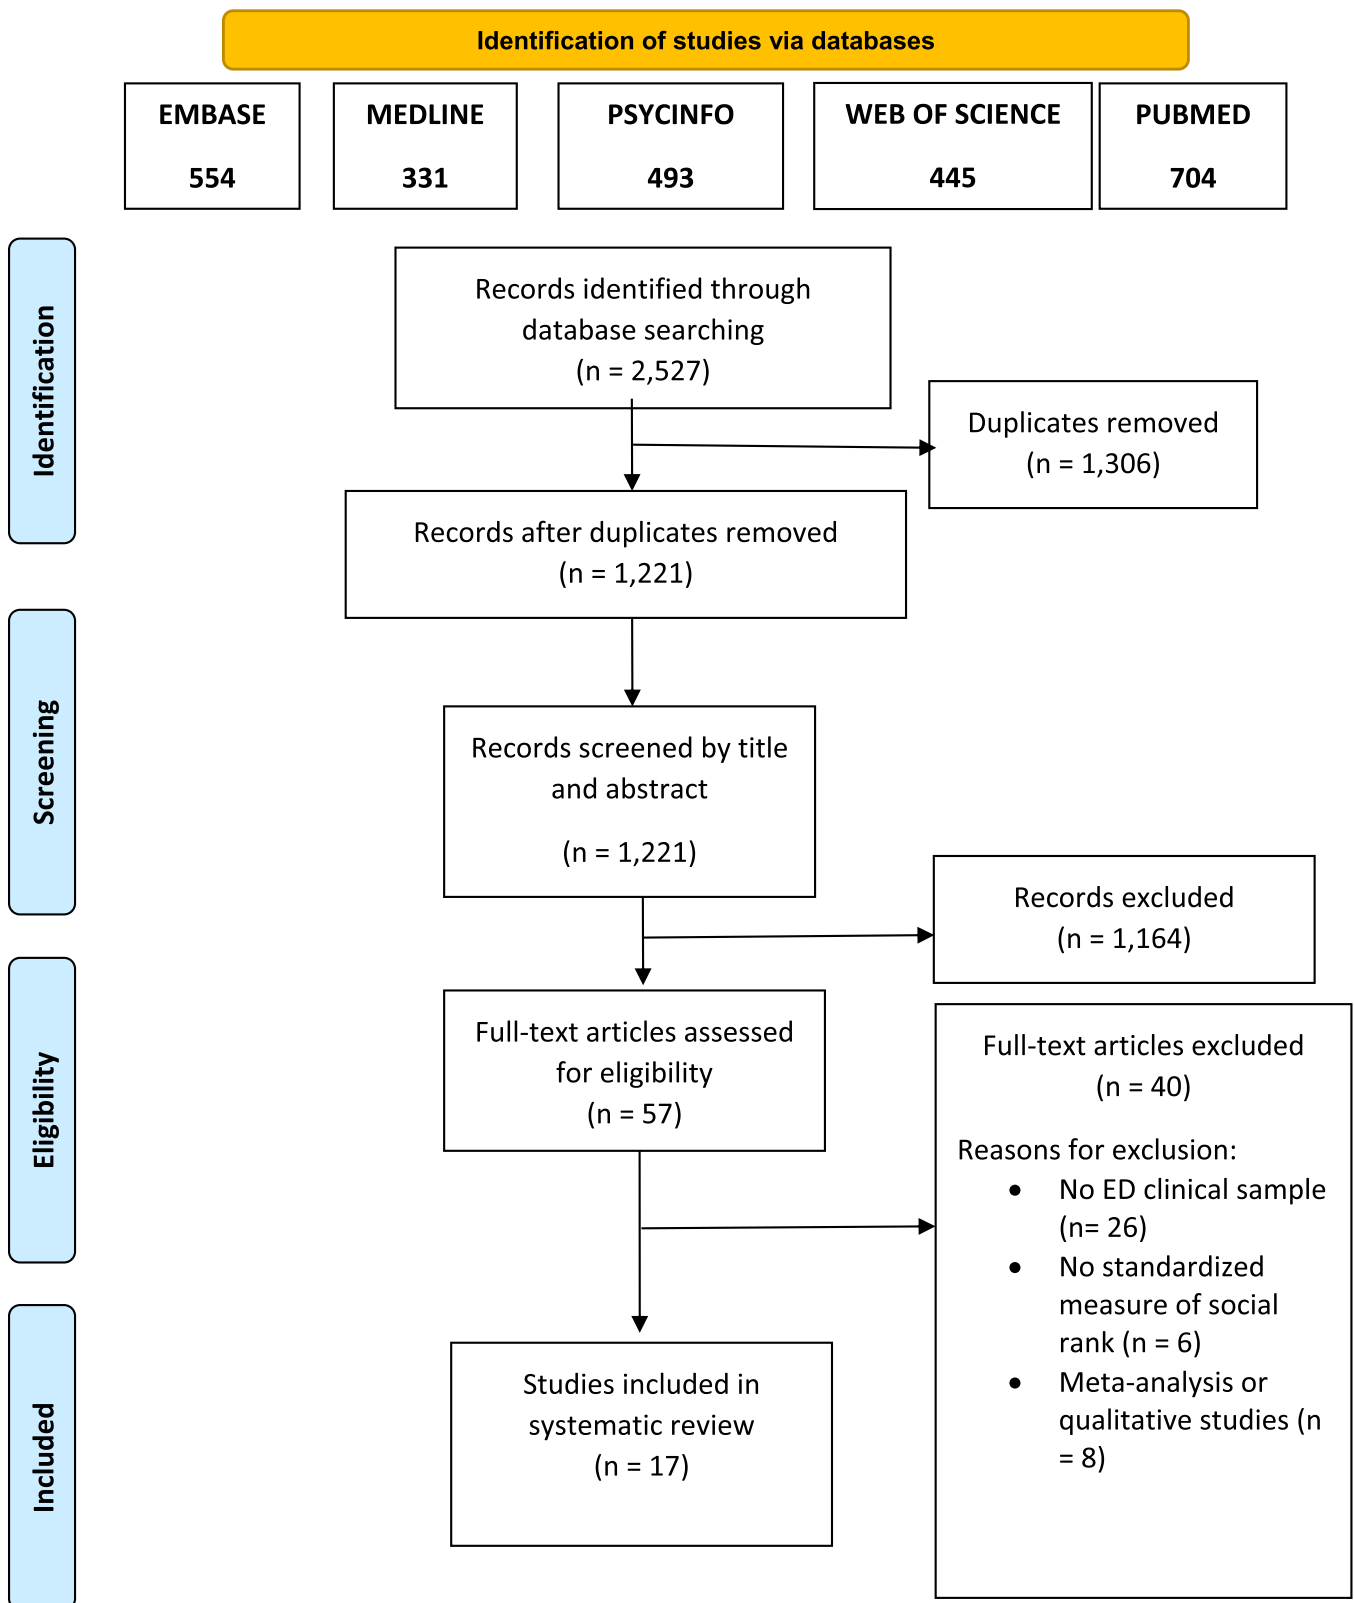 Identification of studies via databases
EMBASE
554
MEDLINE
331
PSYCINFO
493
WEB OF SCIENCE
445
PUBMED
704
Identification
Records identified through
database searching
(n = 2,527)
Duplicates removed
(n = 1,306)
Records after duplicates removed
(n = 1,221)
Screening
Records screened by title
and abstract
(n = 1,221)
Records excluded
(n = 1,164)
Eligibility
Full-text articles assessed
for eligibility
(n = 57)
Full-text articles excluded
(n = 40)
Reasons for exclusion:
• No ED clinical sample
(n= 26)
• No standardized
measure of social
rank (n = 6)
• Meta-analysis or
qualitative studies (n
= 8)
Included
Studies included in
systematic review
(n = 17)